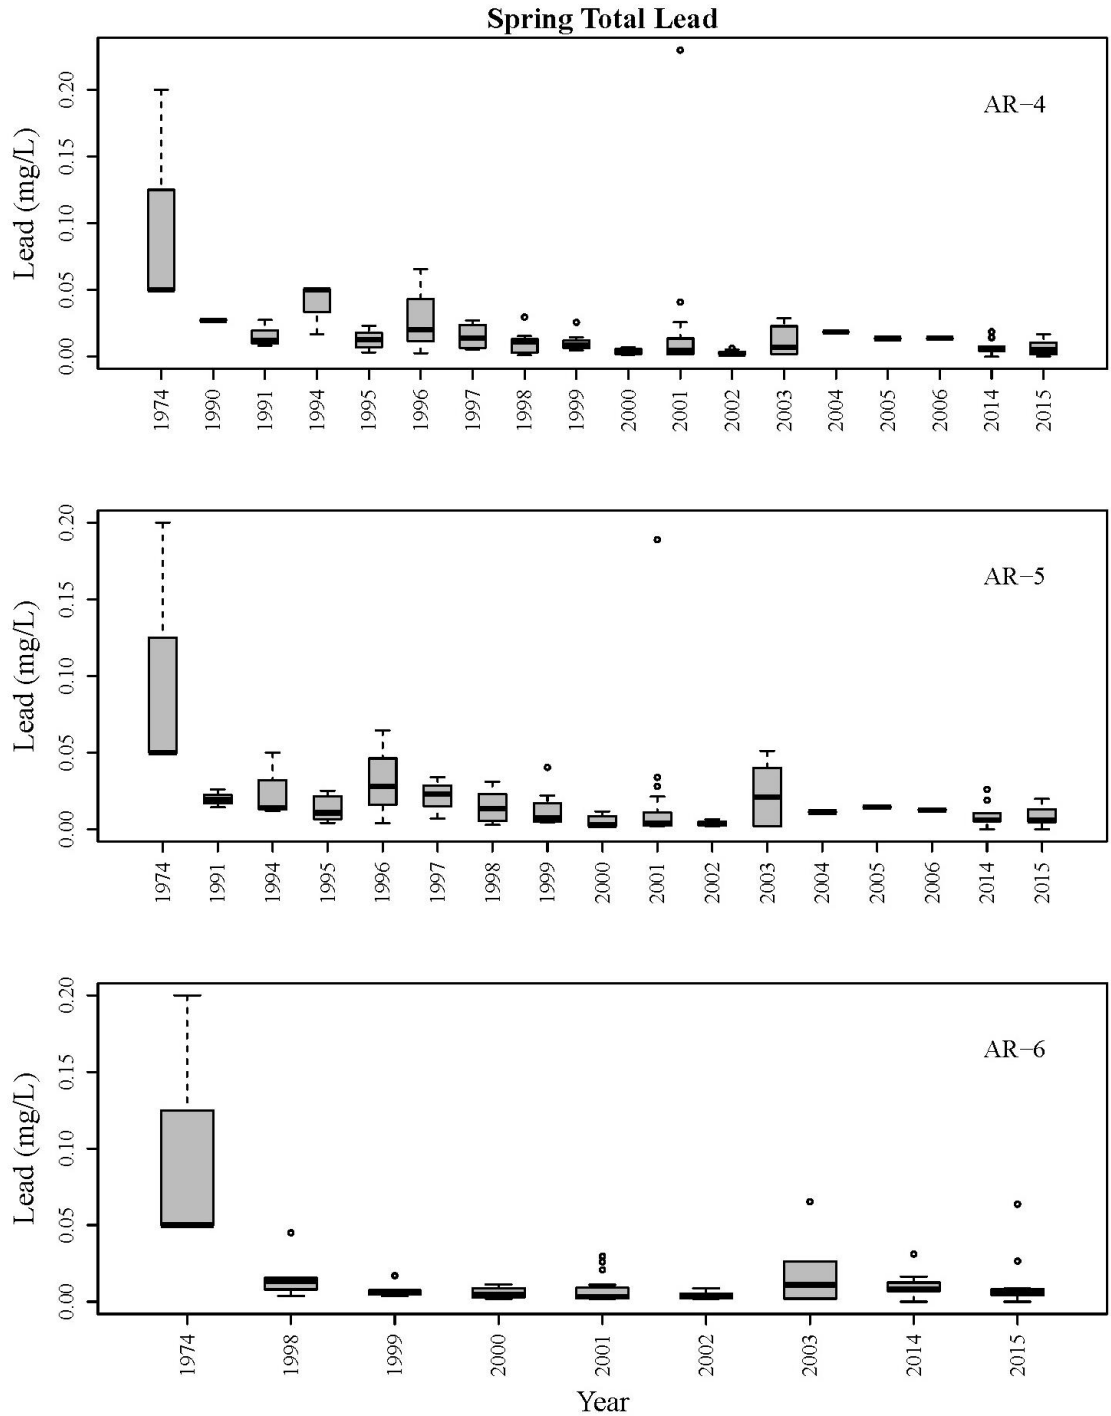 Spring Total Lead
AR−4
Lead (mg/L)
0.20
0.15
0.10
0.05
0.00
1974 1990 1991 1994 1995 1996 1997 1998 1999 2000 2001 2002 2003 2004 2005 2006 2014 2015
AR−5
Lead (mg/L)
0.20
0.15
0.10
0.05
0.00
1974 1991 1994 1995 1996 1997 1998 1999 2000 2001 2002 2003 2004 2005 2006 2014 2015
AR−6
Lead (mg/L)
0.20
0.15
0.10
0.05
0.00
1974 1998 1999 2000 2001 2002 2003 2014 2015
Year